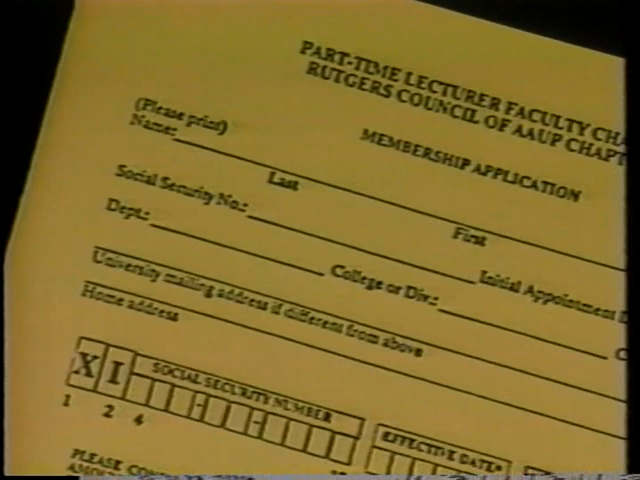 PART-TIME LECTURER FACULTY CHA
RUTGERS COUNCIL OF AAUP CHAPT
MEMBERSHIP APPLICATION
(Please print)
Name:
Last First
Social Security No.: Initial Appointment D
Dept.: College or Div.: C
University mailing address if different from above
Home address
X I SOCIAL SECURITY NUMBER EFFECTIVE DATE*
1 2 4
PLEASE